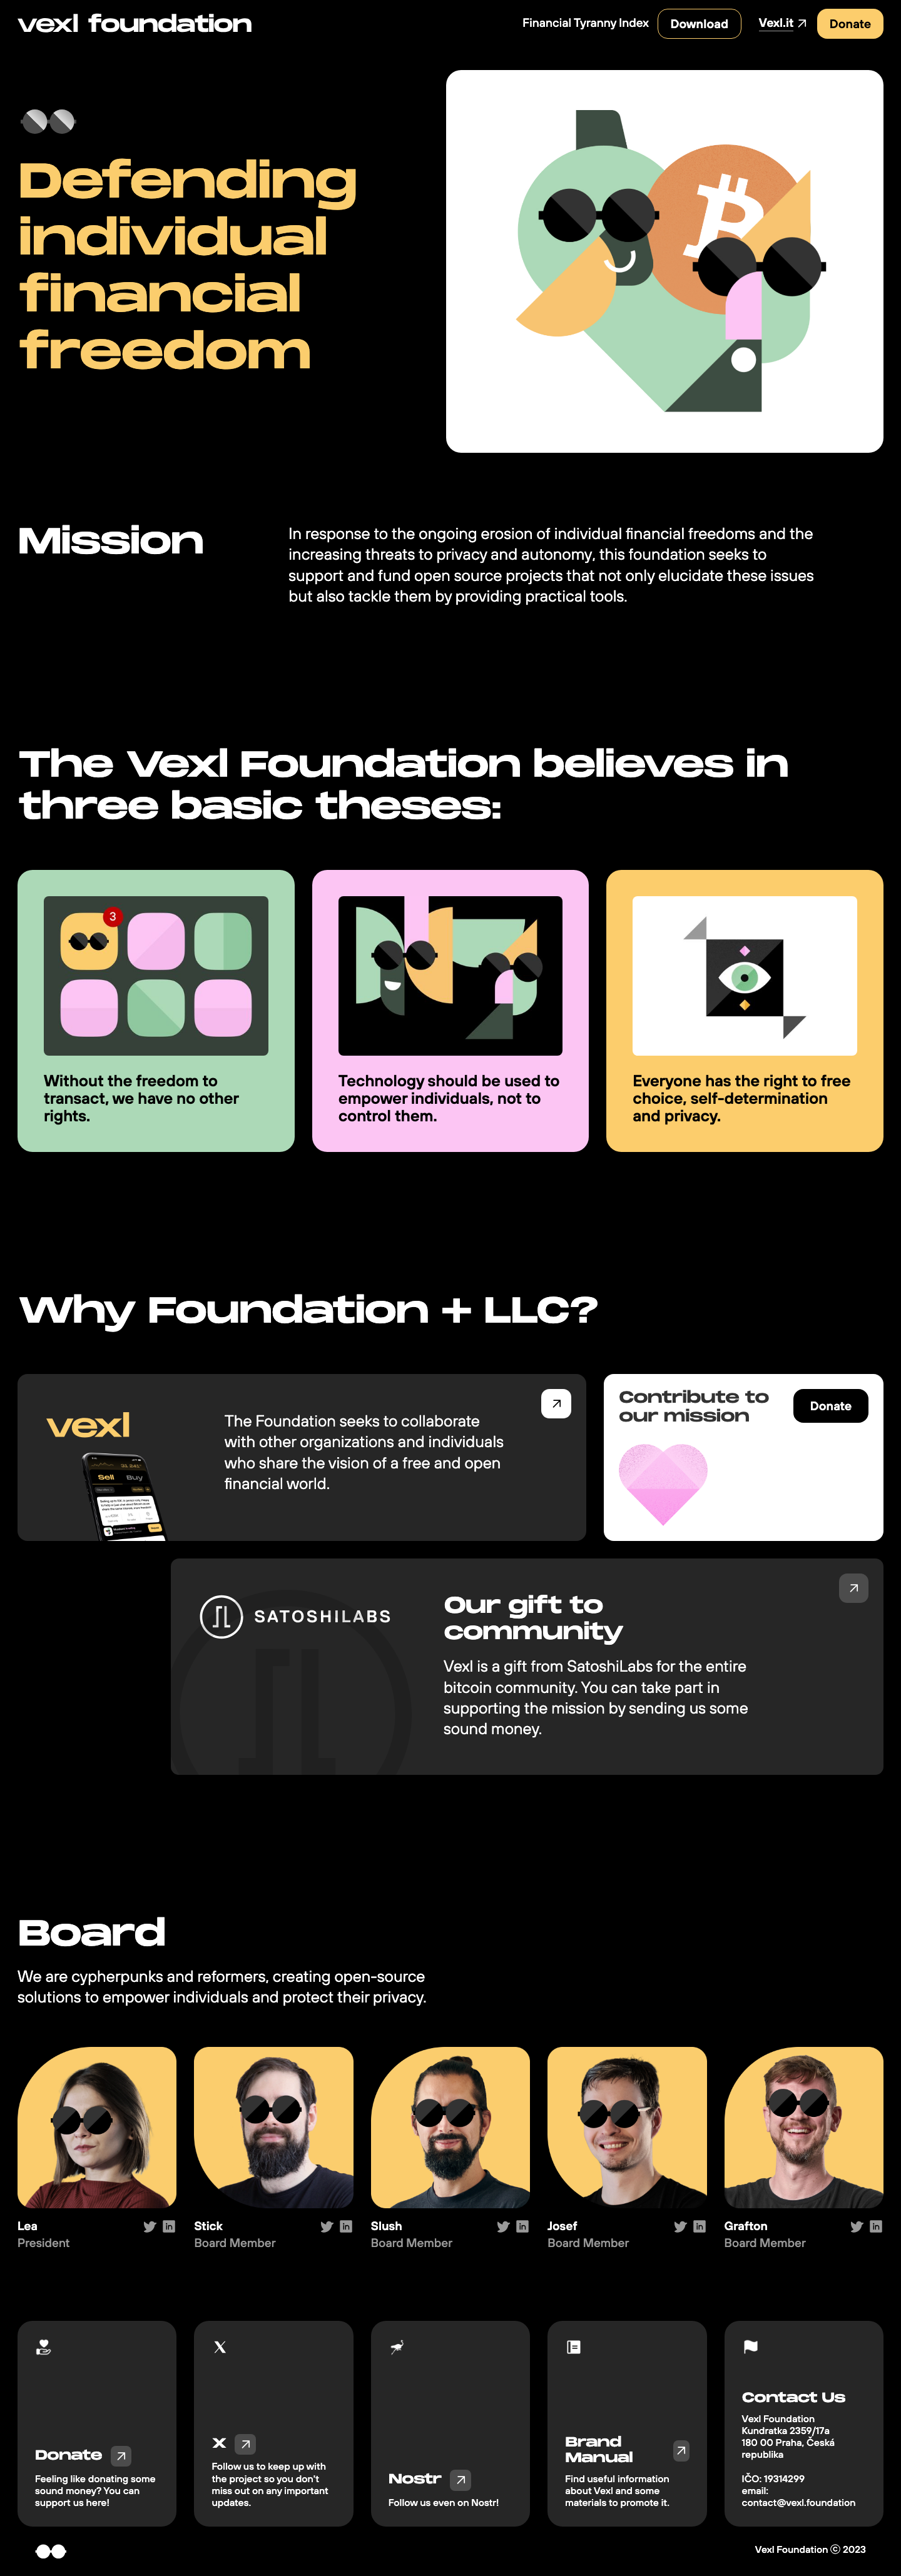 vexl foundation
Financial Tyranny Index
Download
Vexl.it
Donate
Defending
individual
financial
freedom
Mission
In response to the ongoing erosion of individual financial freedoms and the
increasing threats to privacy and autonomy, this foundation seeks to
support and fund open source projects that not only elucidate these issues
but also tackle them by providing practical tools.
The Vexl Foundation believes in
three basic theses:
3
Without the freedom to
transact, we have no other
rights.
Technology should be used to
empower individuals, not to
control them.
Everyone has the right to free
choice, self-determination
and privacy.
Why Foundation + LLC?
vexl
Sell
Buy
The Foundation seeks to collaborate
with other organizations and individuals
who share the vision of a free and open
financial world.
Contribute to
our mission
Donate
SATOSHILABS
Our gift to
community
Vexl is a gift from SatoshiLabs for the entire
bitcoin community. You can take part in
supporting the mission by sending us some
sound money.
Board
We are cypherpunks and reformers, creating open-source
solutions to empower individuals and protect their privacy.
Lea
President
Stick
Board Member
Slush
Board Member
Josef
Board Member
Grafton
Board Member
Donate
Feeling like donating some
sound money? You can
support us here!
X
Follow us to keep up with
the project so you don't
miss out on any important
updates.
Nostr
Follow us even on Nostr!
Brand
Manual
Find useful information
about Vexl and some
materials to promote it.
Contact Us
Vexl Foundation
Kundratka 2359/17a
180 00 Praha, Česká
republika
IČO: 19314299
email:
contact@vexl.foundation
Vexl Foundation ⓒ 2023